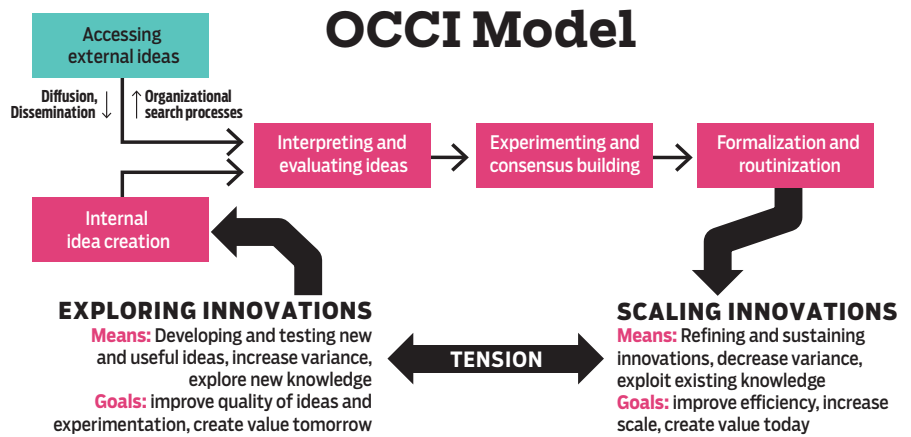 OCCI Model
Accessing
external ideas
Diffusion,
Dissemination
Organizational
search processes
Interpreting and
evaluating ideas
Experimenting and
consensus building
Formalization and
routinization
Internal
idea creation
EXPLORING INNOVATIONS
Means: Developing and testing new
and useful ideas, increase variance,
explore new knowledge
Goals: improve quality of ideas and
experimentation, create value tomorrow
TENSION
SCALING INNOVATIONS
Means: Refining and sustaining
innovations, decrease variance,
exploit existing knowledge
Goals: improve efficiency, increase
scale, create value today